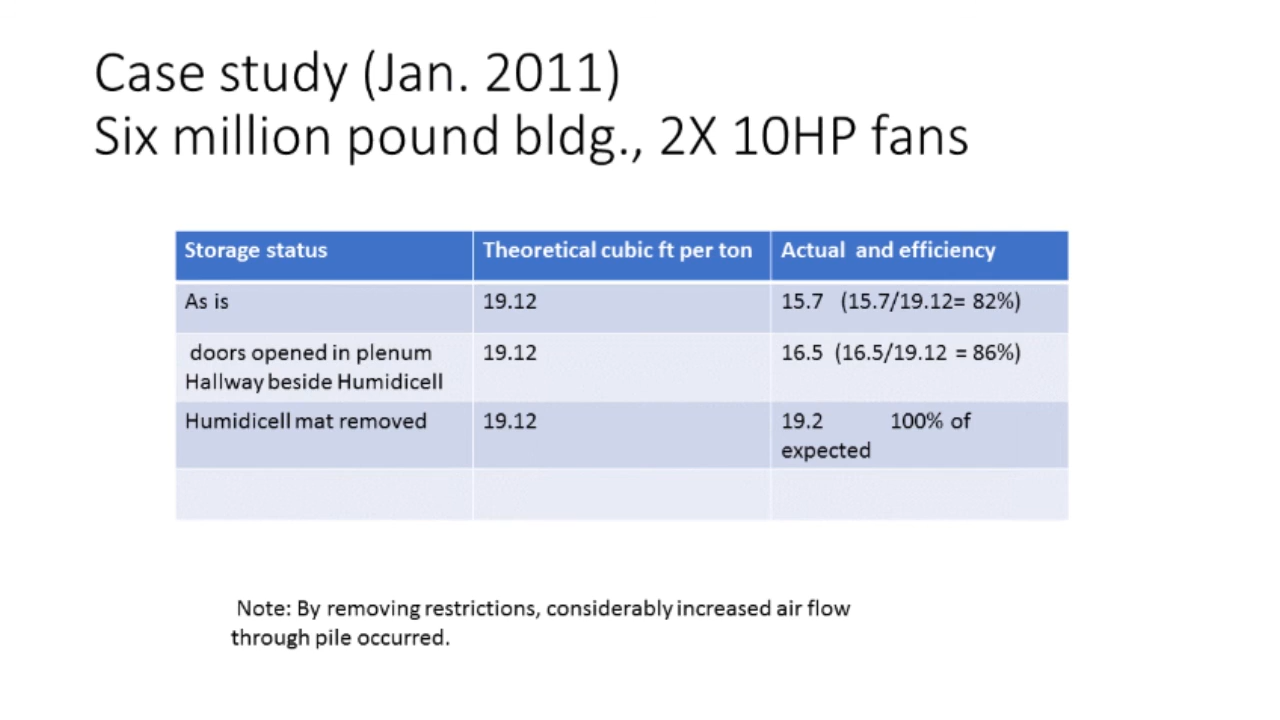 Case study (Jan. 2011)
Six million pound bldg., 2X 10HP fans
Storage status Theoretical cubic ft per ton Actual and efficiency
As is 19.12 15.7 (15.7/19.12= 82%)
doors opened in plenum 19.12 16.5 (16.5/19.12 = 86%)
Hallway beside Humidicell
Humidicell mat removed 19.12 19.2 100% of
expected
Note: By removing restrictions, considerably increased air flow
through pile occurred.